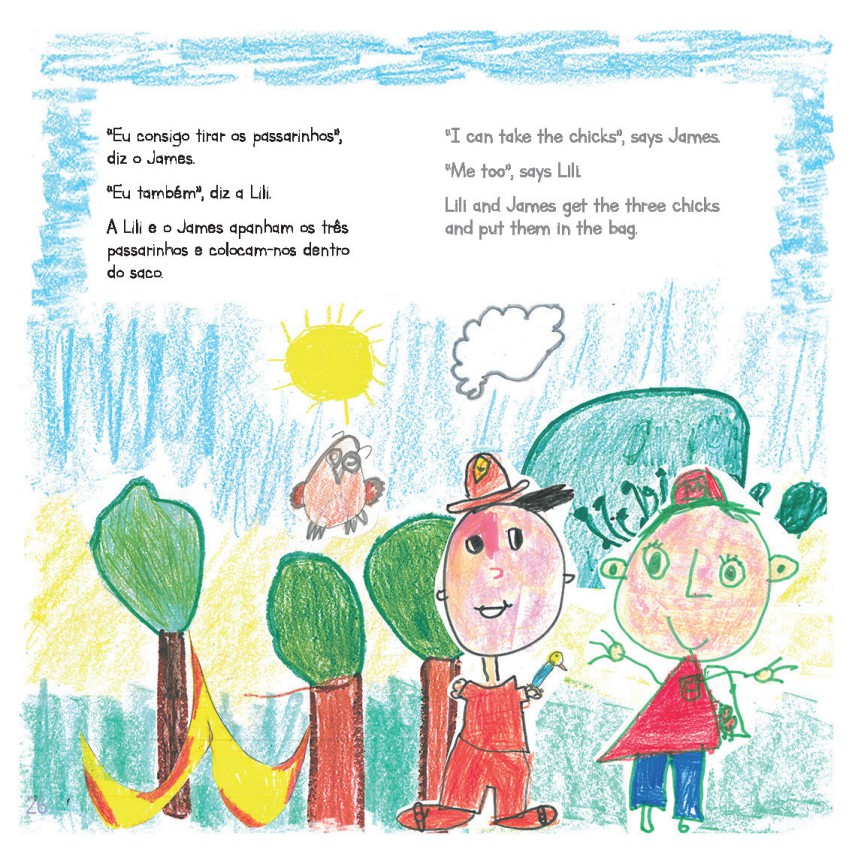 "Eu consigo tirar os passarinhos",
diz o James.
"Eu também", diz a Lili.
A Lili e o James apanham os três
passarinhos e colocam-nos dentro
do saco.
"I can take the chicks", says James.
"Me too", says Lili.
Lili and James get the three chicks
and put them in the bag.
26